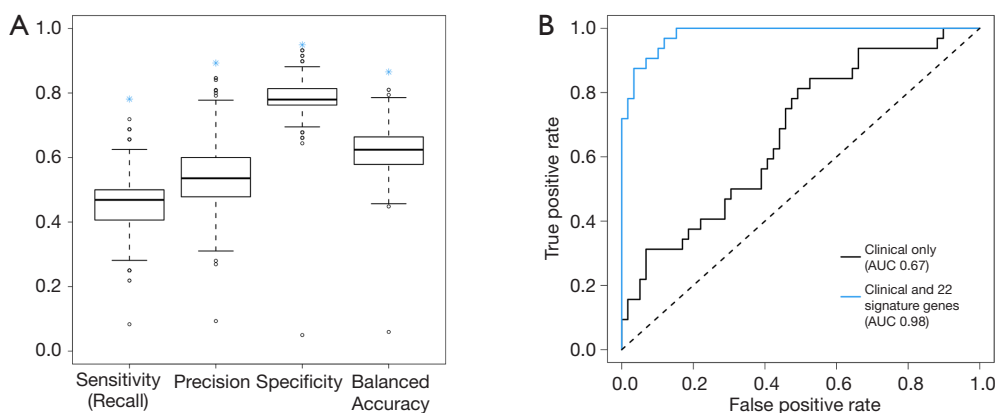 A
1.0
0.8
0.6
0.4
0.2
0.0
Sensitivity
(Recall)
Precision
Specificity
Balanced
Accuracy
B
True positive rate
1.0
0.8
0.6
0.4
0.2
0.0
Clinical only
(AUC 0.67)
Clinical and 22
signature genes
(AUC 0.98)
0.0 0.2 0.4 0.6 0.8 1.0
False positive rate